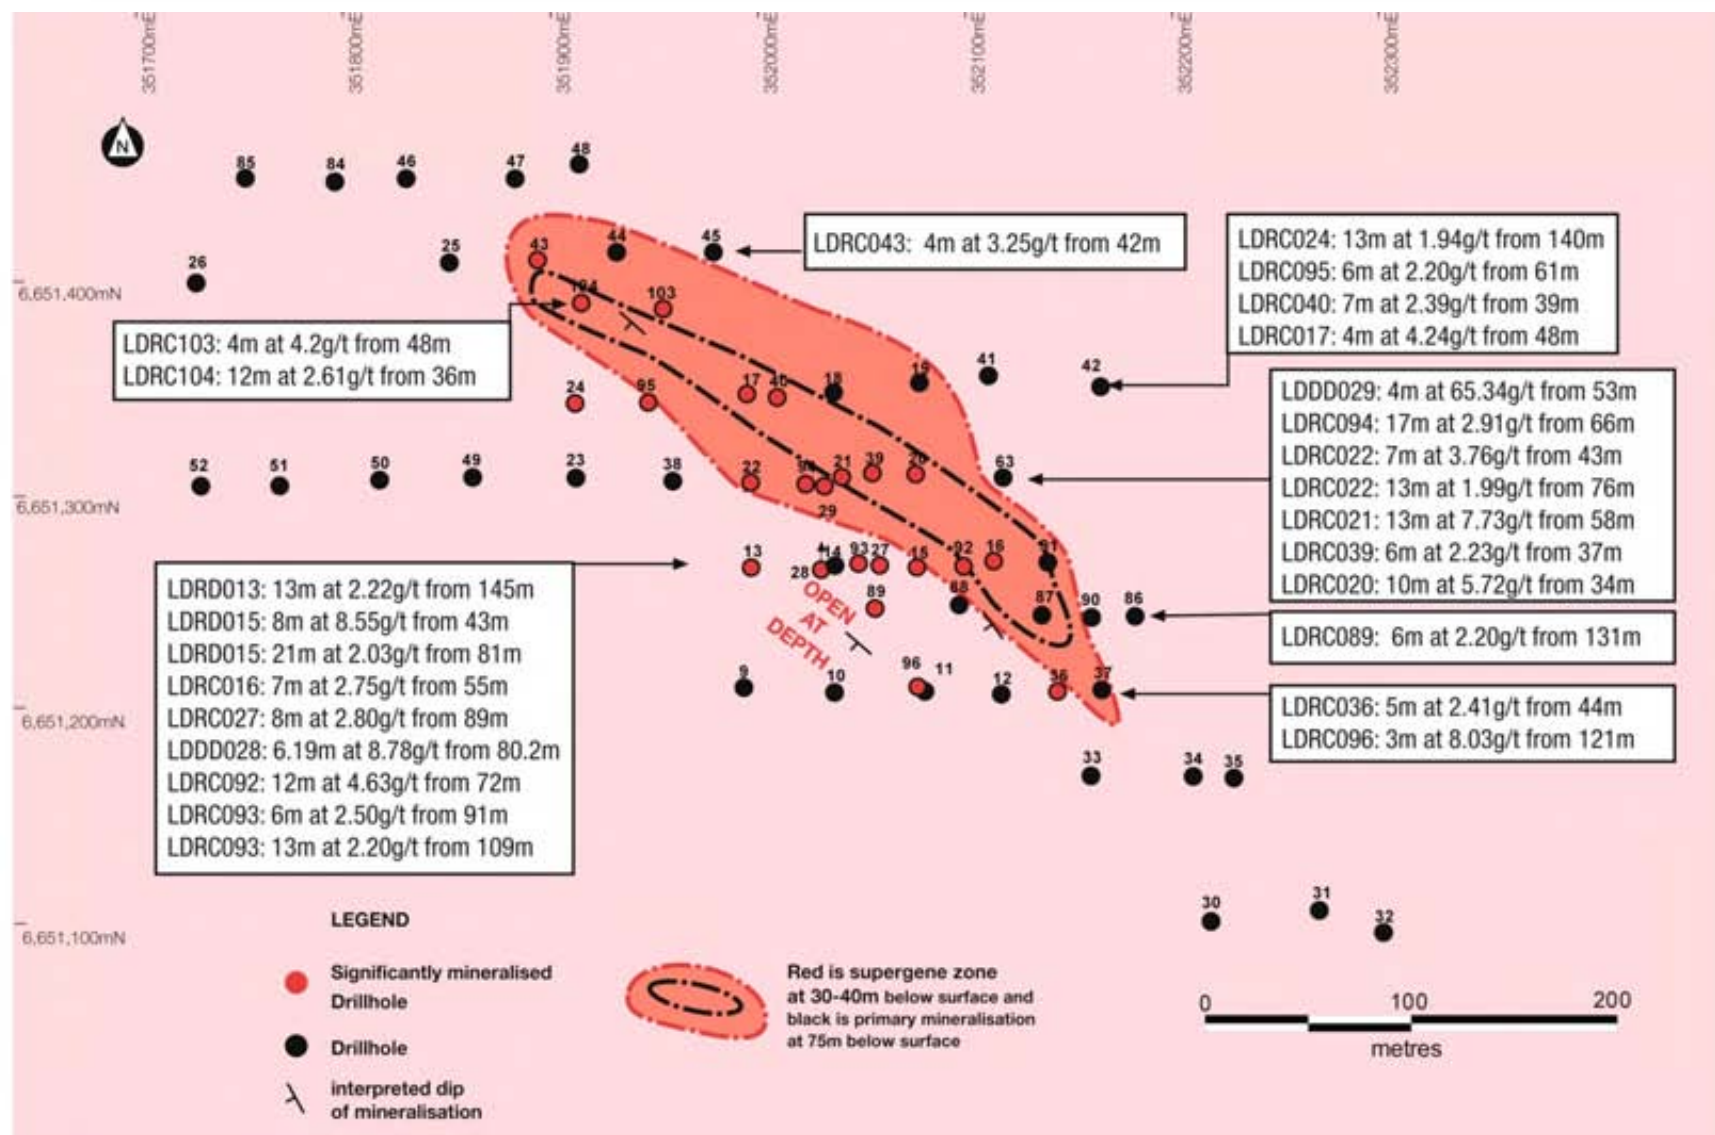 351700mE
351800mE
351900mE
352000mE
352100mE
352200mE
352300mE
N
85
84
46
47
48
26
25
43
44
45
104
103
LDRC043: 4m at 3.25g/t from 42m
LDRC024: 13m at 1.94g/t from 140m
LDRC095: 6m at 2.20g/t from 61m
LDRC040: 7m at 2.39g/t from 39m
LDRC017: 4m at 4.24g/t from 48m
6,651,400mN
LDRC103: 4m at 4.2g/t from 48m
LDRC104: 12m at 2.61g/t from 36m
24
95
17
40
18
19
41
42
LDDD029: 4m at 65.34g/t from 53m
LDRC094: 17m at 2.91g/t from 66m
LDRC022: 7m at 3.76g/t from 43m
LDRC022: 13m at 1.99g/t from 76m
LDRC021: 13m at 7.73g/t from 58m
LDRC039: 6m at 2.23g/t from 37m
LDRC020: 10m at 5.72g/t from 34m
52
51
50
49
23
38
22
94
21
39
20
63
29
6,651,300mN
13
14
28
93
27
15
92
16
91
89
88
87
90
86
OPEN
AT
DEPTH
LDRC089: 6m at 2.20g/t from 131m
LDRD013: 13m at 2.22g/t from 145m
LDRD015: 8m at 8.55g/t from 43m
LDRD015: 21m at 2.03g/t from 81m
LDRC016: 7m at 2.75g/t from 55m
LDRC027: 8m at 2.80g/t from 89m
LDDD028: 6.19m at 8.78g/t from 80.2m
LDRC092: 12m at 4.63g/t from 72m
LDRC093: 6m at 2.50g/t from 91m
LDRC093: 13m at 2.20g/t from 109m
9
10
96
11
12
36
37
LDRC036: 5m at 2.41g/t from 44m
LDRC096: 3m at 8.03g/t from 121m
6,651,200mN
33
34
35
30
31
32
6,651,100mN
LEGEND
Significantly mineralised
Drillhole
Drillhole
interpreted dip
of mineralisation
Red is supergene zone
at 30-40m below surface and
black is primary mineralisation
at 75m below surface
0 100 200
metres